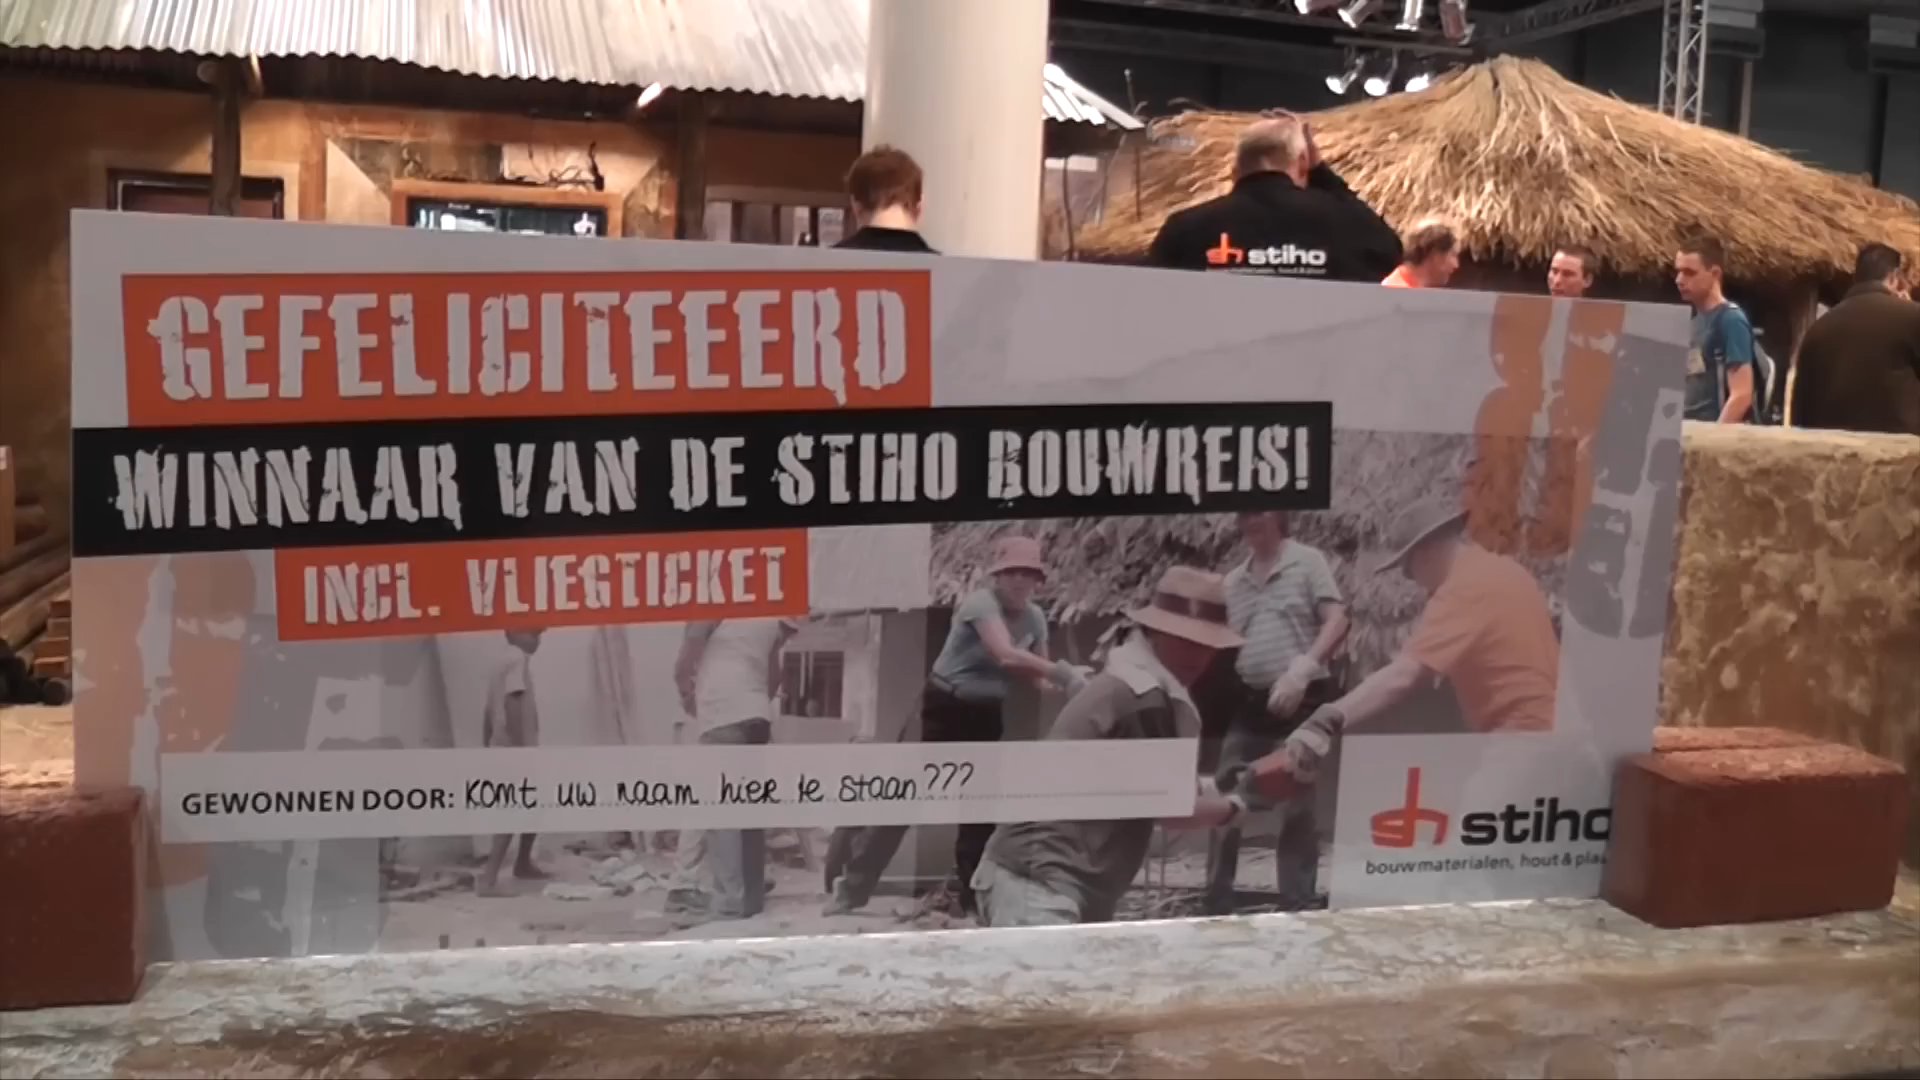 stiho
GEFELICITEEERD
WINNAAR VAN DE STIHO BOUWREIS!
INCL. VLIEGTICKET
GEWONNEN DOOR: Komt uw naam hier te staan???
stiho
bouwmaterialen, hout & pla